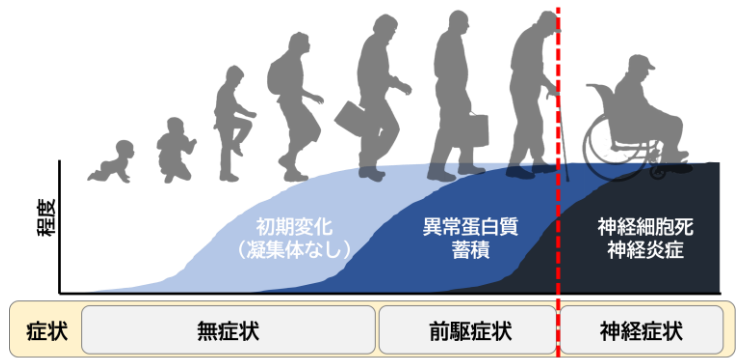 程度
初期変化
（凝集体なし）
異常蛋白質
蓄積
神経細胞死
神経炎症
症状
無症状
前駆症状
神経症状